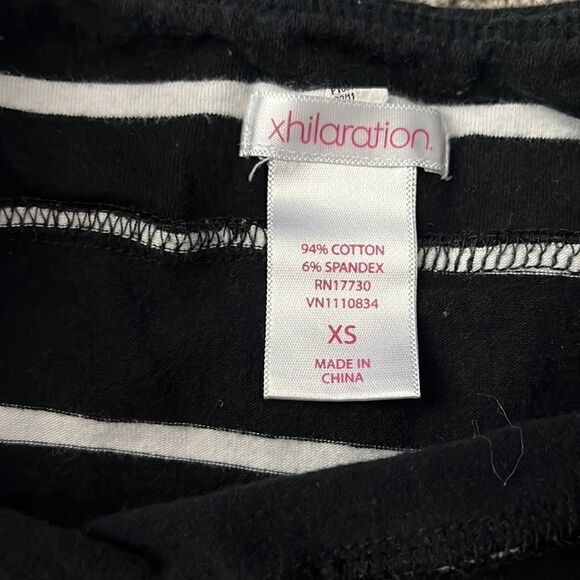 xhilaration.
94% COTTON
6% SPANDEX
RN17730
VN1110834
XS
MADE IN
CHINA